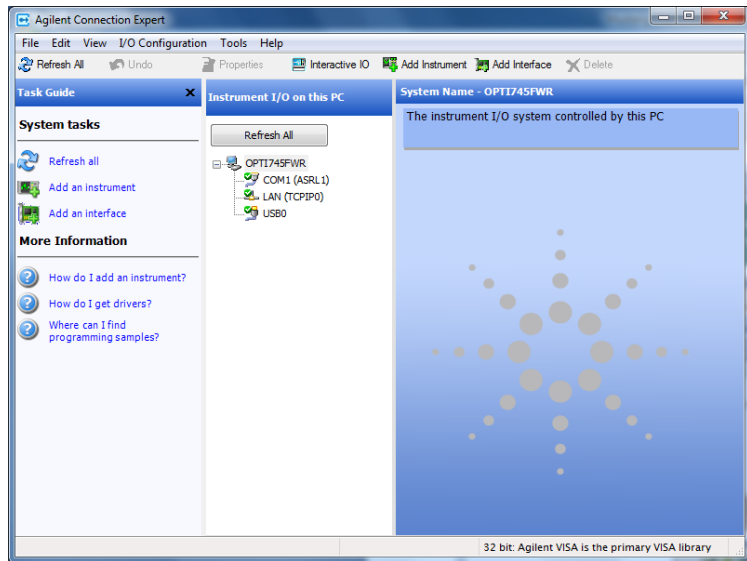 Agilent Connection Expert
File Edit View I/O Configuration Tools Help
Refresh All Undo Properties Interactive IO Add Instrument Add Interface Delete
Task Guide
System tasks
Refresh all
Add an instrument
Add an interface
More Information
How do I add an instrument?
How do I get drivers?
Where can I find
programming samples?
Instrument I/O on this PC
Refresh All
OPTI745FWR
COM1 (ASRL1)
LAN (TCPIP0)
USB0
System Name - OPTI745FWR
The instrument I/O system controlled by this PC
32 bit: Agilent VISA is the primary VISA library